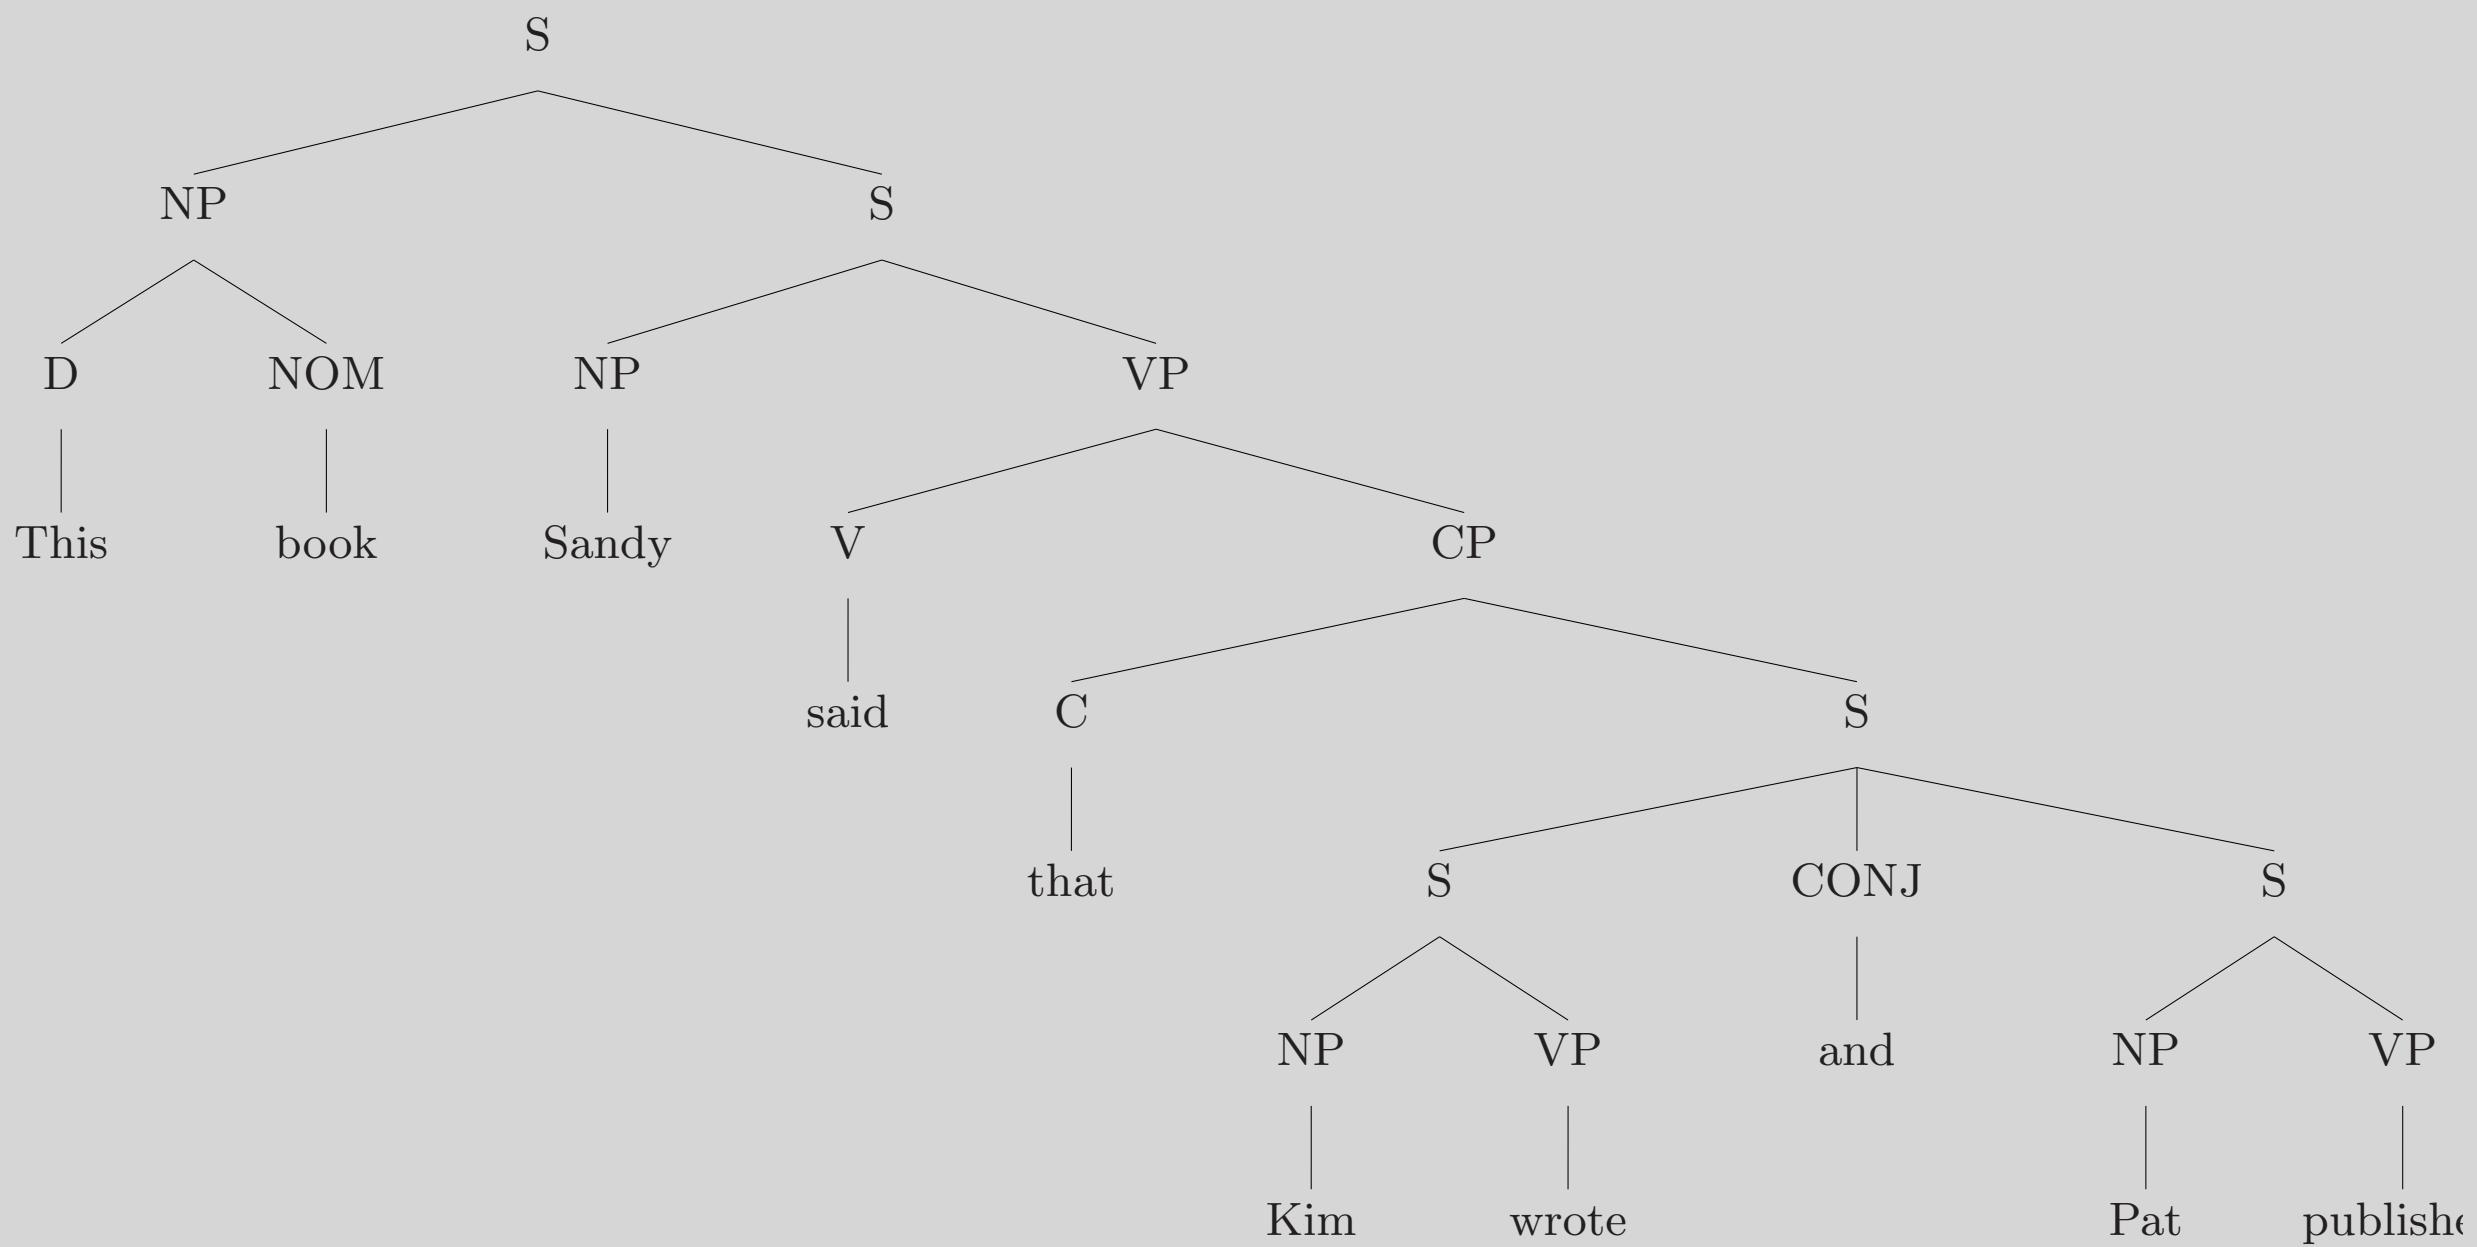 S
NP S
D NOM NP VP
This book Sandy V CP
said C S
that S CONJ S
NP VP and NP VP
Kim wrote Pat